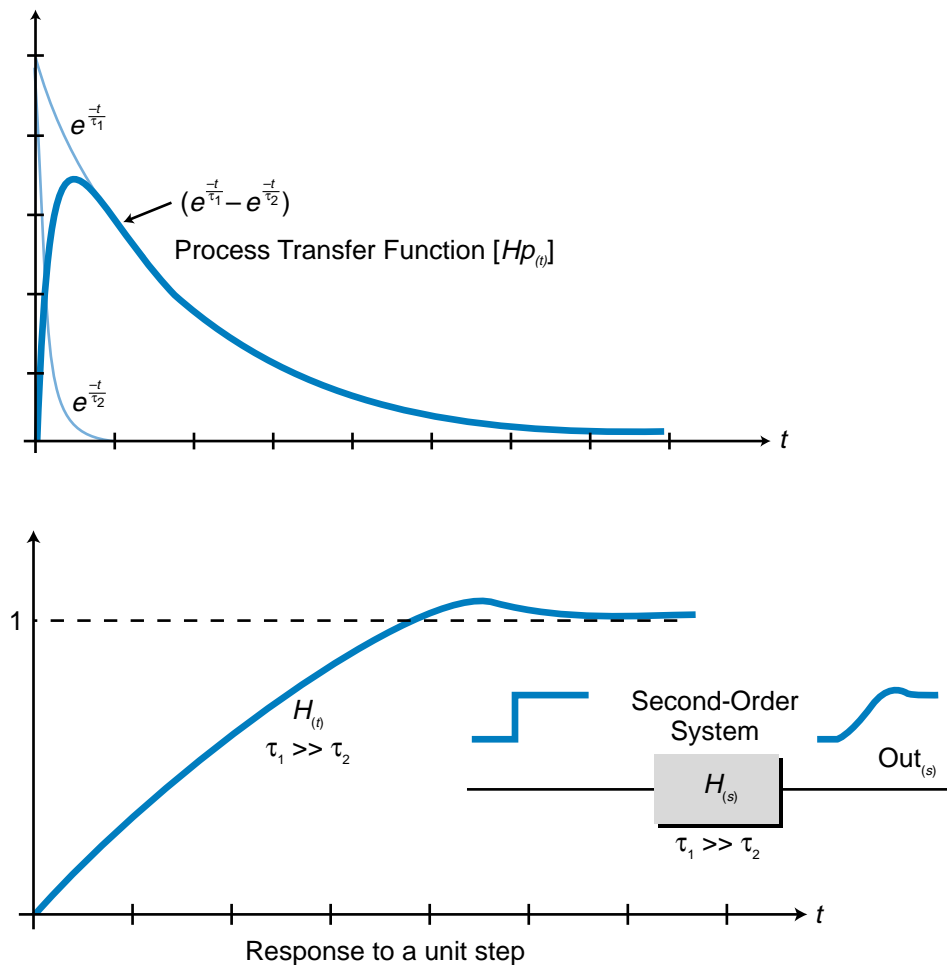 e^{-t/τ₁}
(e^{-t/τ₁} – e^{-t/τ₂})
Process Transfer Function [Hp₍t₎]
e^{-t/τ₂}
t
1
H₍t₎
τ₁ >> τ₂
Second-Order
System
Out₍s₎
H₍s₎
τ₁ >> τ₂
t
Response to a unit step